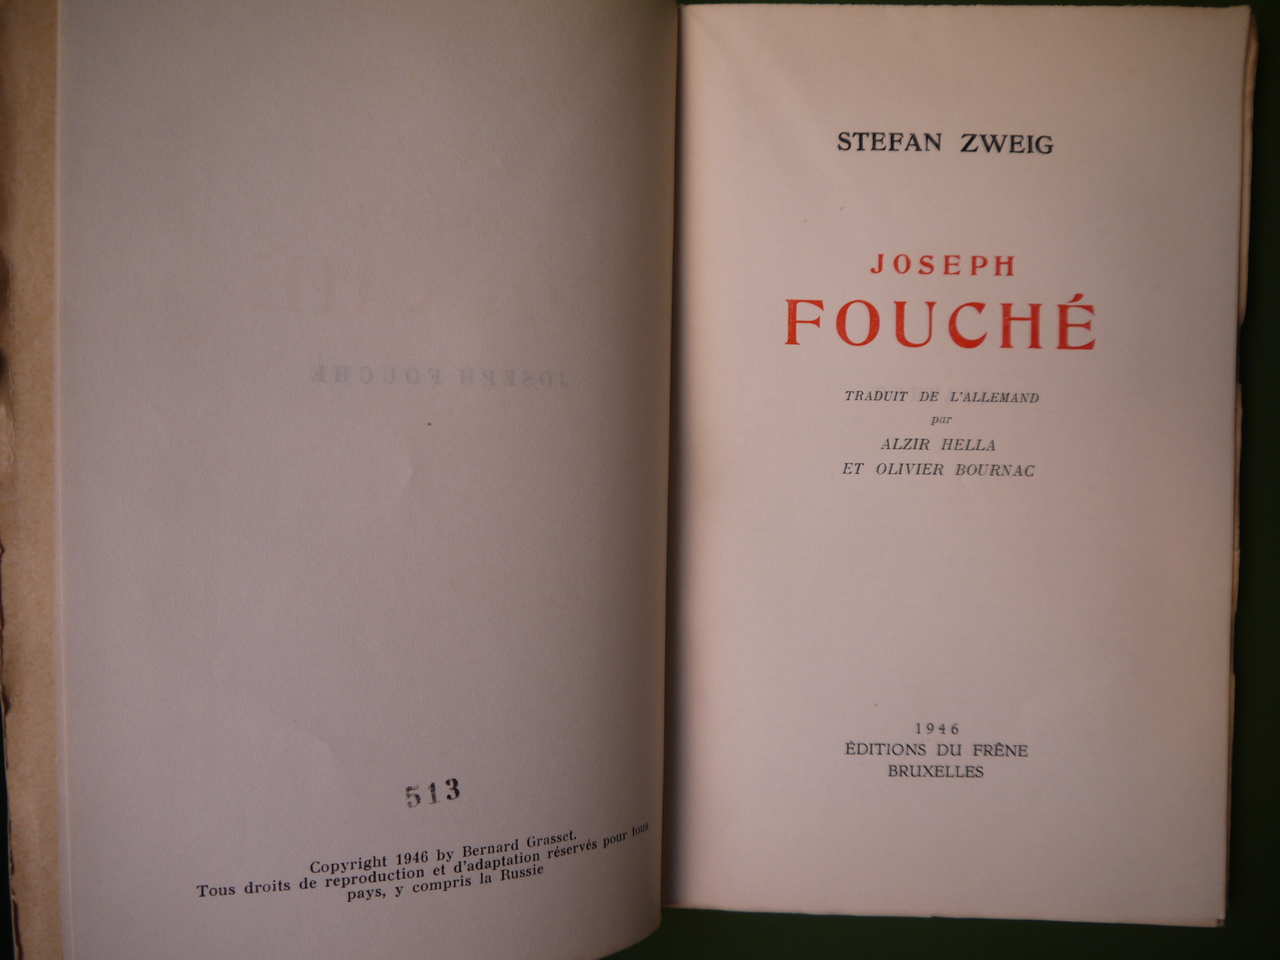 513
Copyright 1946 by Bernard Grasset.
Tous droits de reproduction et d'adaptation réservés pour tous
pays, y compris la Russie
STEFAN ZWEIG
JOSEPH
FOUCHÉ
TRADUIT DE L'ALLEMAND
par
ALZIR HELLA
ET OLIVIER BOURNAC
1946
ÉDITIONS DU FRÊNE
BRUXELLES